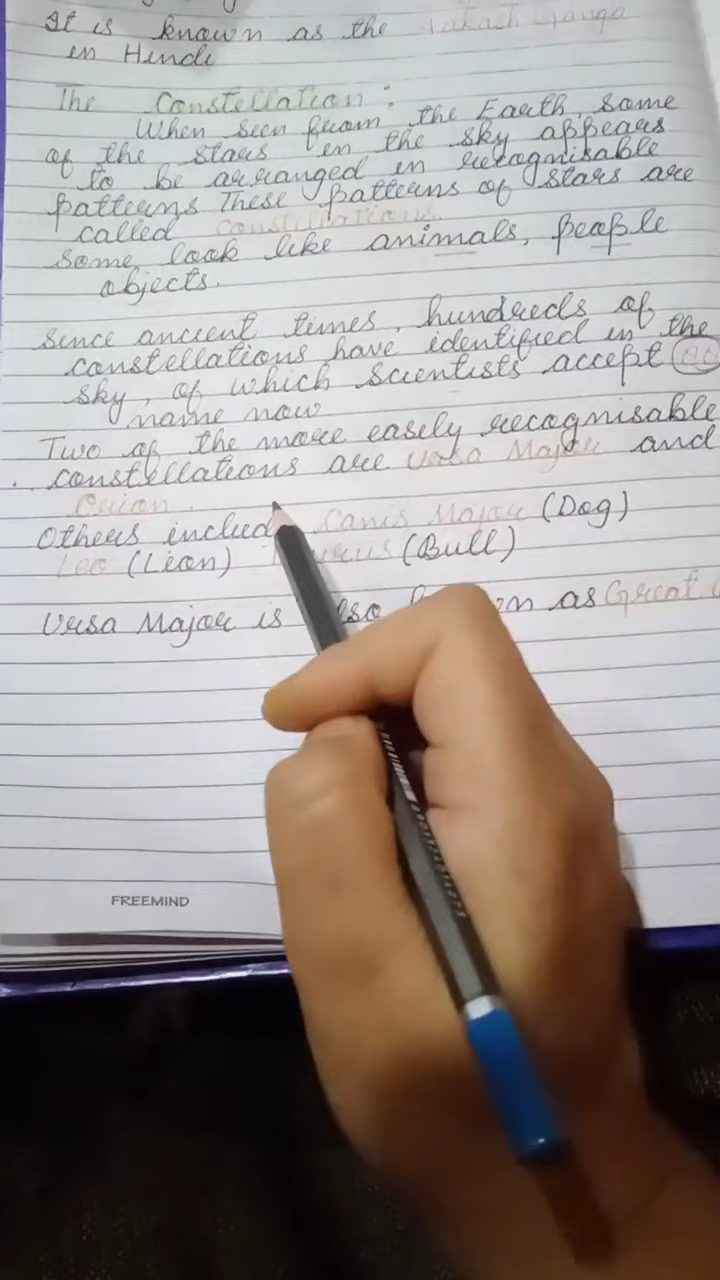 It is known as the Aakash Ganga
in Hindi
The Constellation:
When seen from the Earth, some
of the stars in the sky appears
to be arranged in recognisable
patterns These patterns of stars are
called constellations
Some look like animals, people
objects.
Since ancient times, hundreds of
constellations have identified in the
sky, of which scientists accept
name now
Two of the more easely recognisable
constellations are Ursa Major and
Orion.
Others include Canis Major (Dog)
Leo (Lion) (Bull)
Ursa Major is also known as Great
FREEMIND